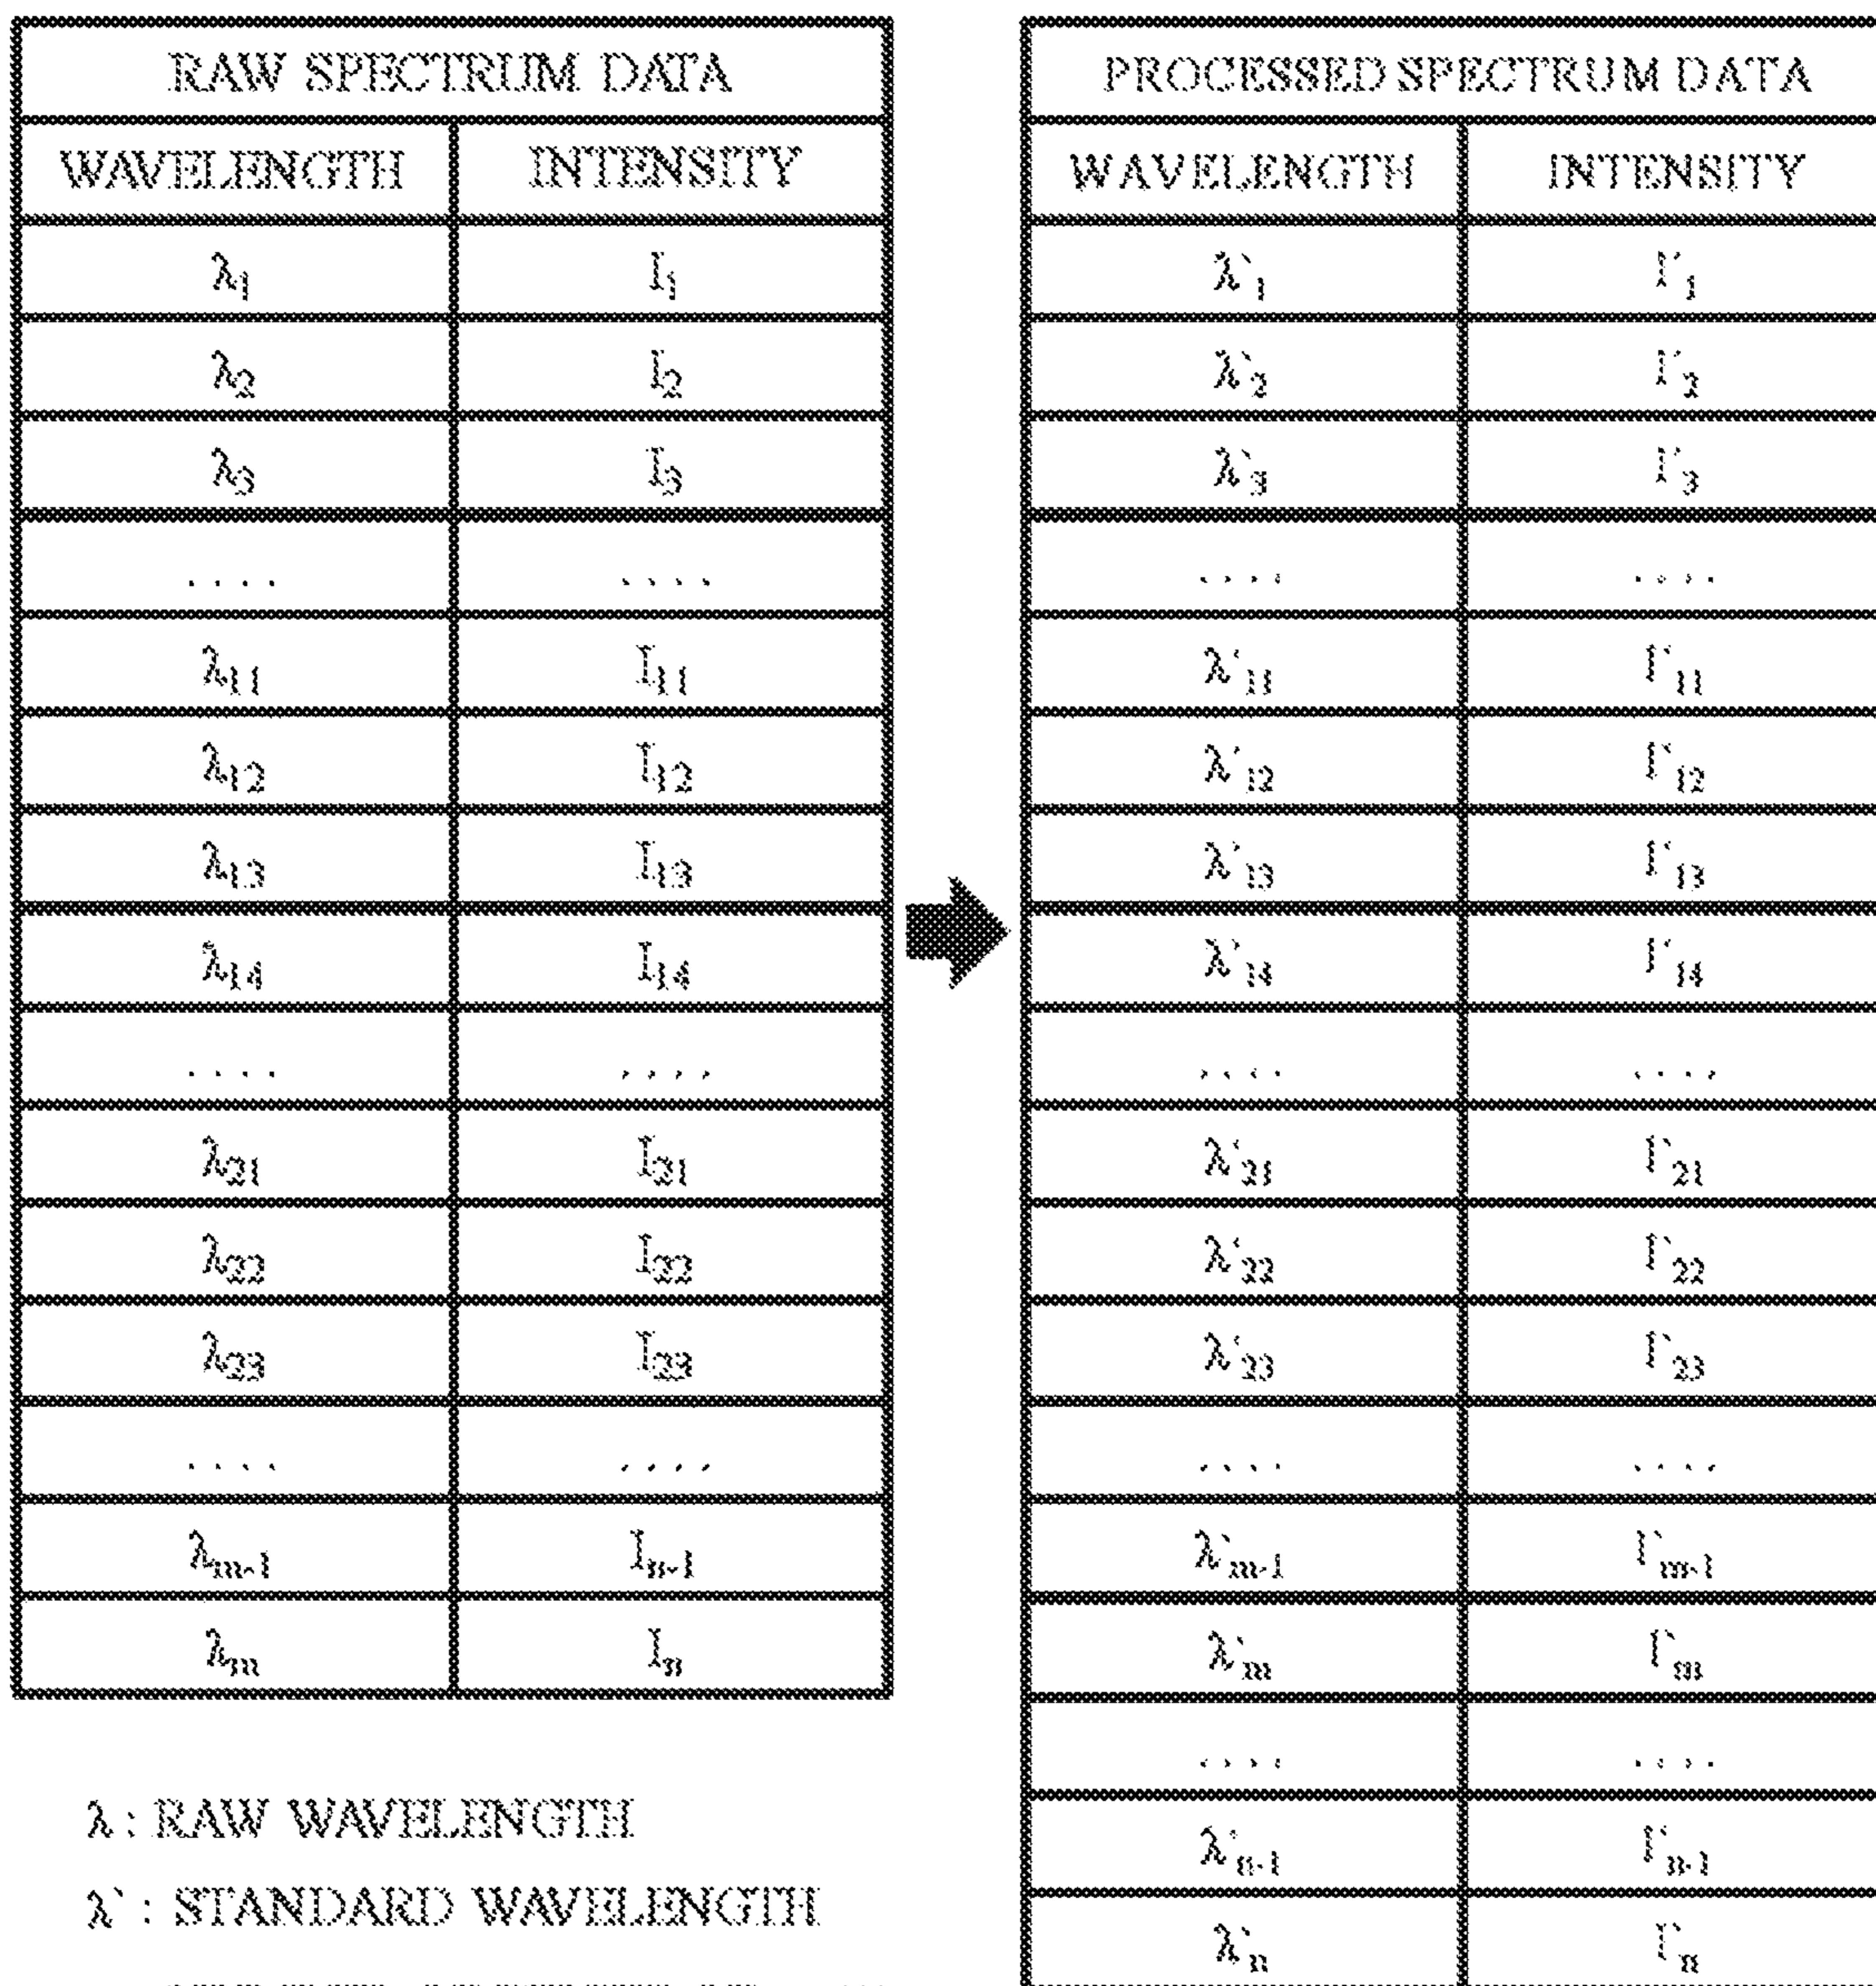 RAW SPECTRUM DATA
WAVELENGTH INTENSITY
λ1 I1
λ2 I2
λ3 I3
.... ....
λ11 I11
λ12 I12
λ13 I13
λ14 I14
.... ....
λ21 I21
λ22 I22
λ23 I23
.... ....
λm-1 In-1
λm In
λ : RAW WAVELENGTH
λ` : STANDARD WAVELENGTH
PROCESSED SPECTRUM DATA
WAVELENGTH INTENSITY
λ`1 I`1
λ`2 I`2
λ`3 I`3
.... ....
λ`11 I`11
λ`12 I`12
λ`13 I`13
λ`14 I`14
.... ....
λ`21 I`21
λ`22 I`22
λ`23 I`23
.... ....
λ`m-1 I`m-1
λ`m I`m
.... ....
λ`n-1 I`n-1
λ`n I`n